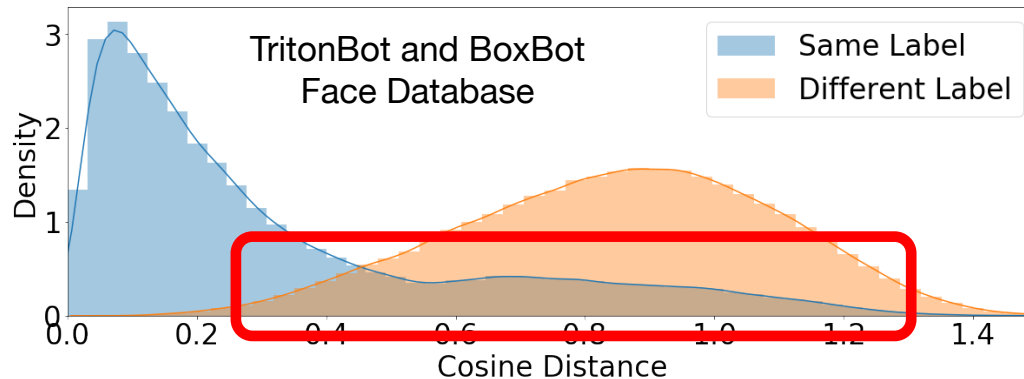 TritonBot and BoxBot
Face Database
Same Label
Different Label
Density
3
2
1
0
0.0 0.2 0.4 0.6 0.8 1.0 1.2 1.4
Cosine Distance